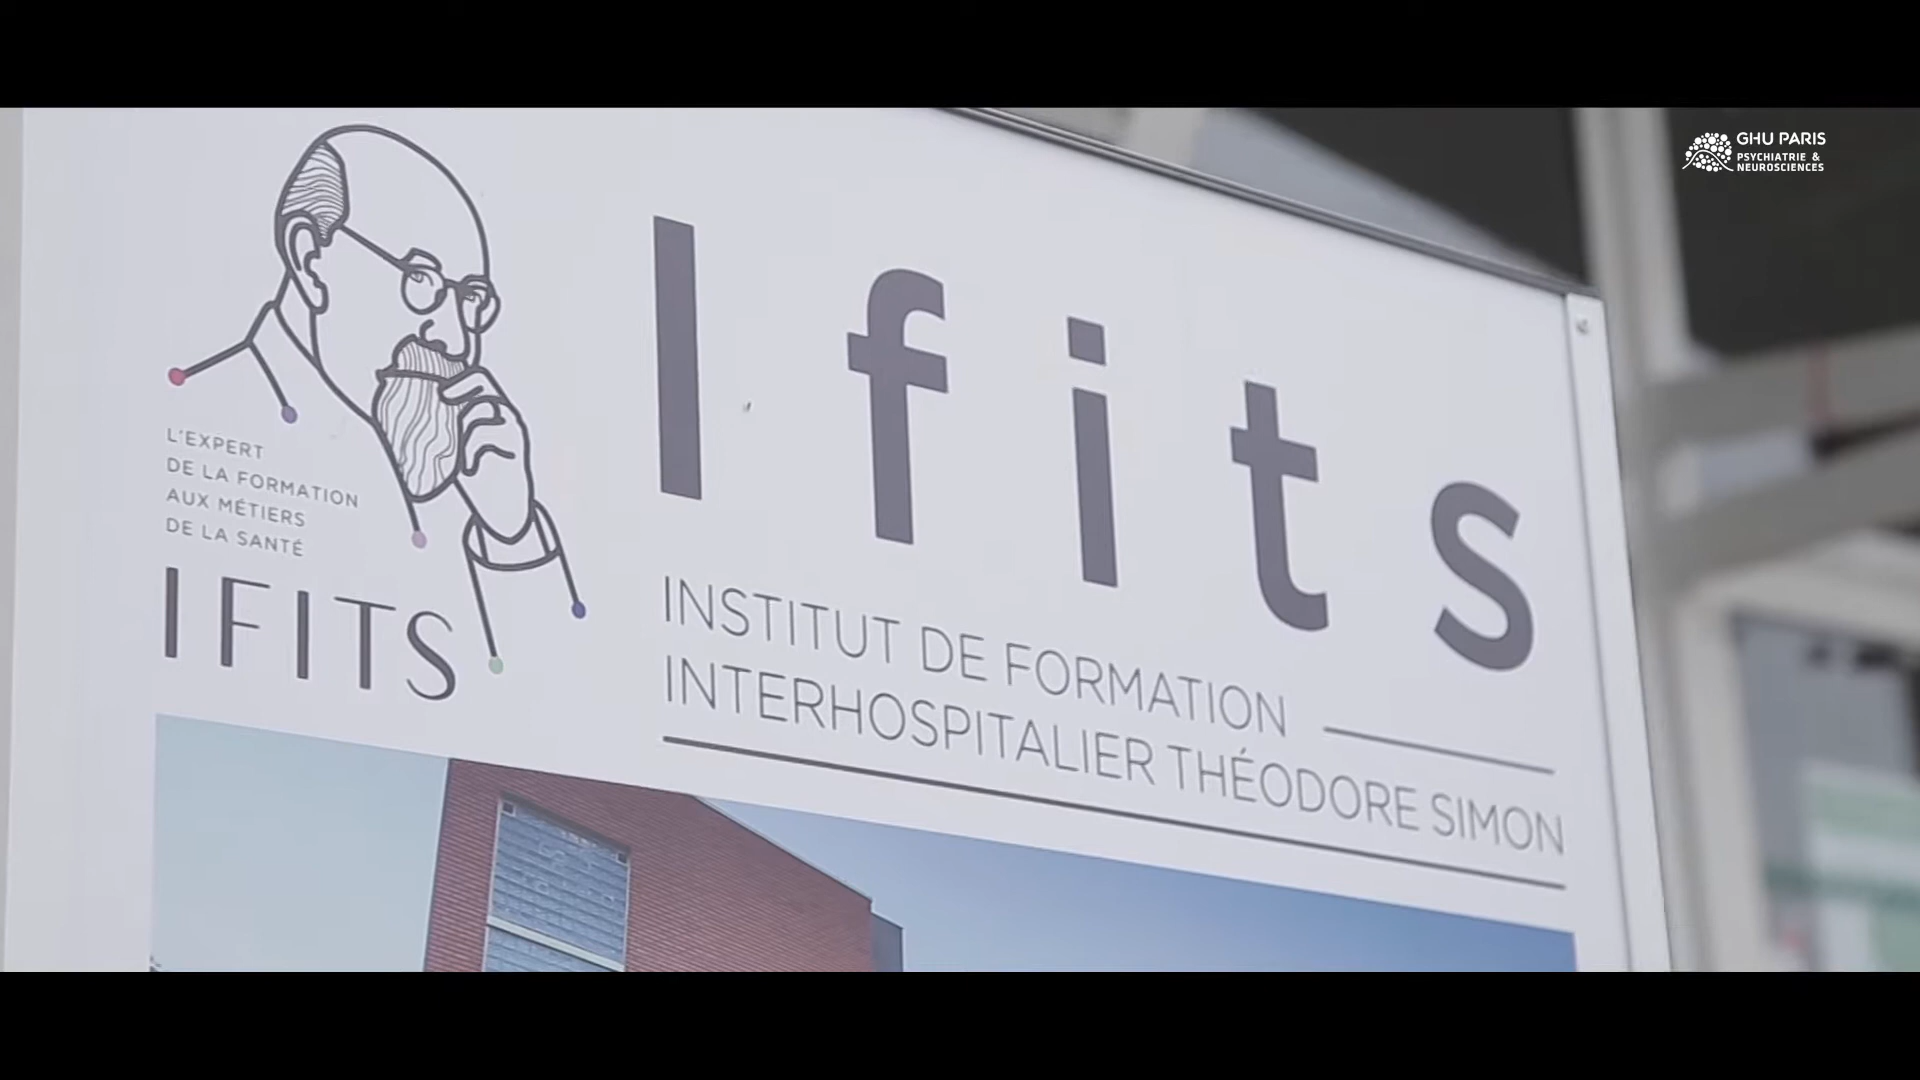 GHU PARIS
PSYCHIATRIE &
NEUROSCIENCES
L'EXPERT
DE LA FORMATION
AUX MÉTIERS
DE LA SANTÉ
IFITS
Ifits
INSTITUT DE FORMATION
INTERHOSPITALIER THÉODORE SIMON